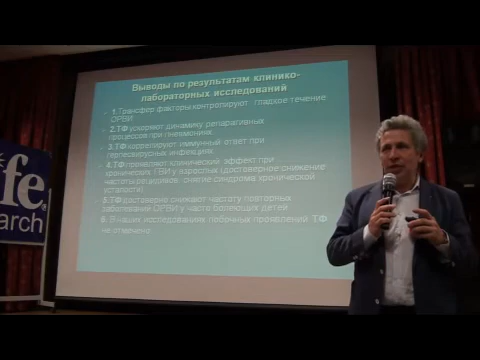 Выводы по результатам клинико-
лабораторных исследований
1.Трансфер факторы контролируют гладкое течение
ОРВИ
2.ТФ ускоряют динамику репаративных
процессов при пневмониях
3.ТФ корректируют иммунный ответ при
герпесвирусных инфекциях
4.ТФ проявляют клинический эффект при
хронических ГВИ у взрослых (достоверное снижение
частоты рецидивов, снятие синдрома хронической
усталости)
5.ТФ достоверно снижают частоту повторных
заболеваний ОРВИ у часто болеющих детей
6. В наших исследованиях побочных проявлений ТФ
не отмечено
fe®
earch